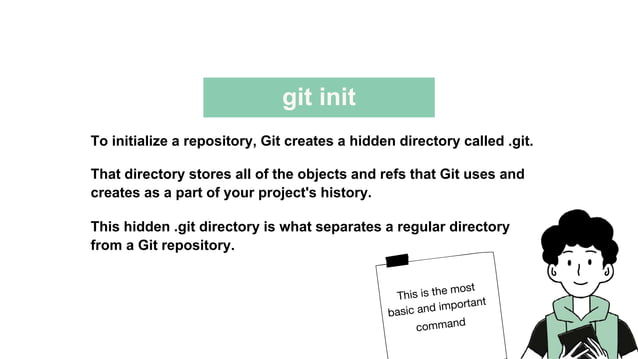 git init
To initialize a repository, Git creates a hidden directory called .git.
That directory stores all of the objects and refs that Git uses and
creates as a part of your project's history.
This hidden .git directory is what separates a regular directory
from a Git repository.
This is the most
basic and important
command